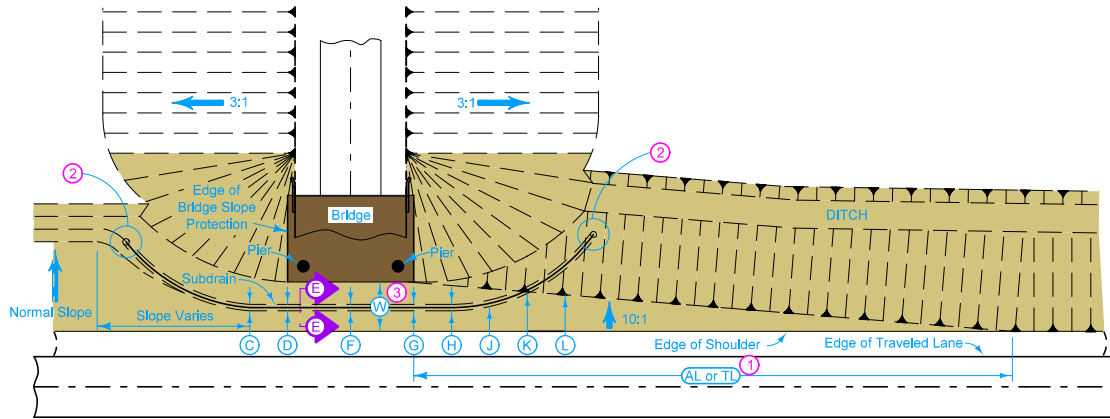 3:1
3:1
2
2
Edge of
Bridge Slope
Protection
Bridge
DITCH
Pier
Pier
Subdrain
E
3
W
Normal Slope
Slope Varies
E
10:1
C
D
F
G
H
J
K
L
Edge of Shoulder
Edge of Traveled Lane
AL or TL
1